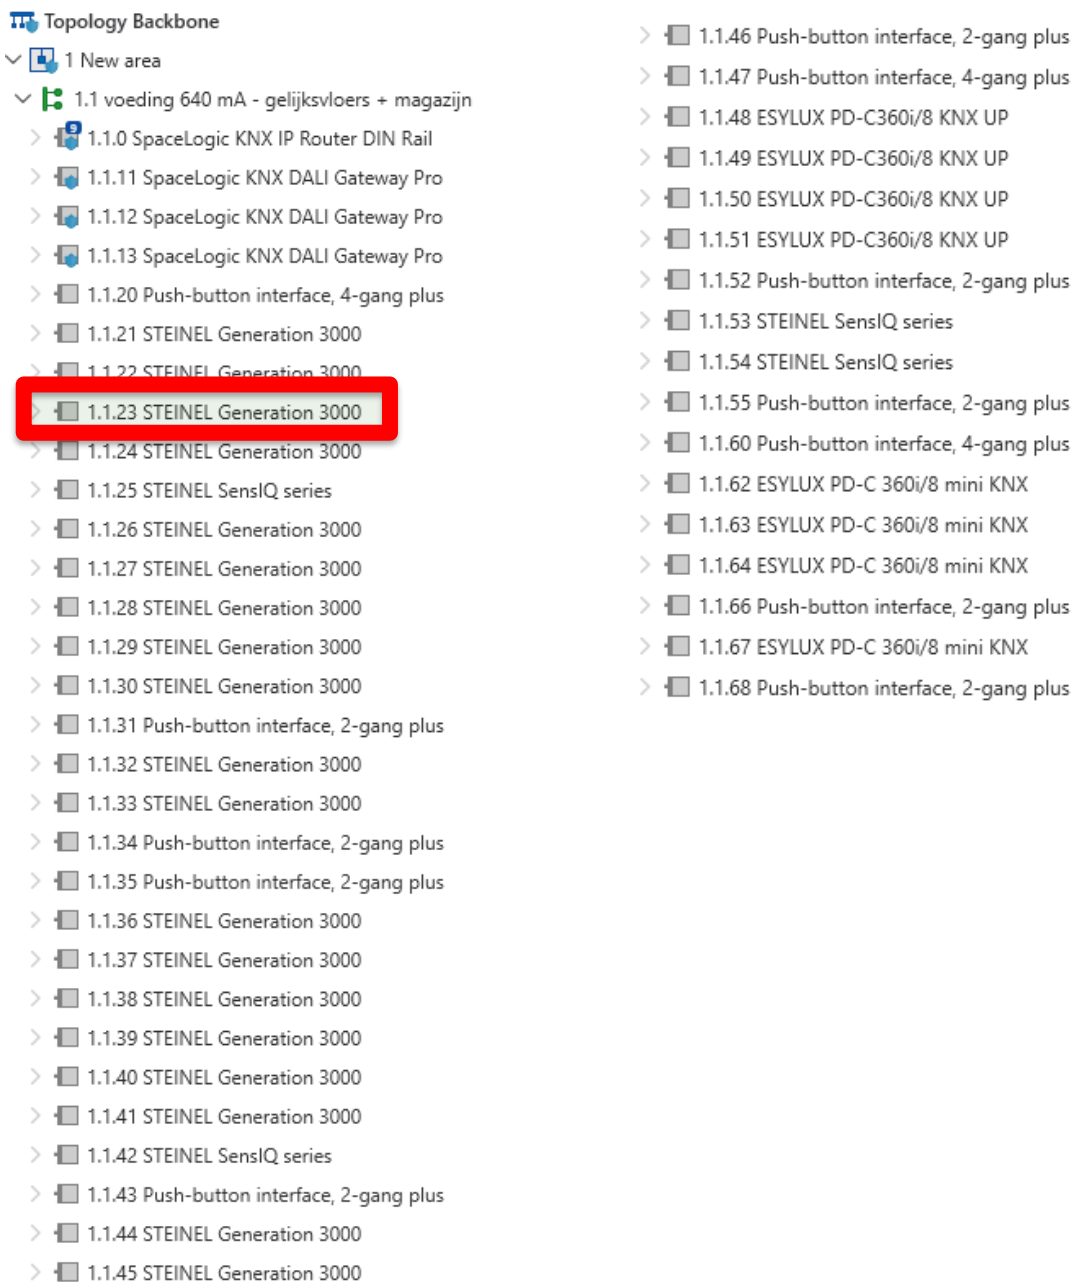 Topology Backbone
1 New area
1.1 voeding 640 mA - gelijksvloers + magazijn
9
1.1.0 SpaceLogic KNX IP Router DIN Rail
1.1.11 SpaceLogic KNX DALI Gateway Pro
1.1.12 SpaceLogic KNX DALI Gateway Pro
1.1.13 SpaceLogic KNX DALI Gateway Pro
1.1.20 Push-button interface, 4-gang plus
1.1.21 STEINEL Generation 3000
1.1.22 STEINEL Generation 3000
1.1.23 STEINEL Generation 3000
1.1.24 STEINEL Generation 3000
1.1.25 STEINEL SensIQ series
1.1.26 STEINEL Generation 3000
1.1.27 STEINEL Generation 3000
1.1.28 STEINEL Generation 3000
1.1.29 STEINEL Generation 3000
1.1.30 STEINEL Generation 3000
1.1.31 Push-button interface, 2-gang plus
1.1.32 STEINEL Generation 3000
1.1.33 STEINEL Generation 3000
1.1.34 Push-button interface, 2-gang plus
1.1.35 Push-button interface, 2-gang plus
1.1.36 STEINEL Generation 3000
1.1.37 STEINEL Generation 3000
1.1.38 STEINEL Generation 3000
1.1.39 STEINEL Generation 3000
1.1.40 STEINEL Generation 3000
1.1.41 STEINEL Generation 3000
1.1.42 STEINEL SensIQ series
1.1.43 Push-button interface, 2-gang plus
1.1.44 STEINEL Generation 3000
1.1.45 STEINEL Generation 3000
1.1.46 Push-button interface, 2-gang plus
1.1.47 Push-button interface, 4-gang plus
1.1.48 ESYLUX PD-C360i/8 KNX UP
1.1.49 ESYLUX PD-C360i/8 KNX UP
1.1.50 ESYLUX PD-C360i/8 KNX UP
1.1.51 ESYLUX PD-C360i/8 KNX UP
1.1.52 Push-button interface, 2-gang plus
1.1.53 STEINEL SensIQ series
1.1.54 STEINEL SensIQ series
1.1.55 Push-button interface, 2-gang plus
1.1.60 Push-button interface, 4-gang plus
1.1.62 ESYLUX PD-C 360i/8 mini KNX
1.1.63 ESYLUX PD-C 360i/8 mini KNX
1.1.64 ESYLUX PD-C 360i/8 mini KNX
1.1.66 Push-button interface, 2-gang plus
1.1.67 ESYLUX PD-C 360i/8 mini KNX
1.1.68 Push-button interface, 2-gang plus